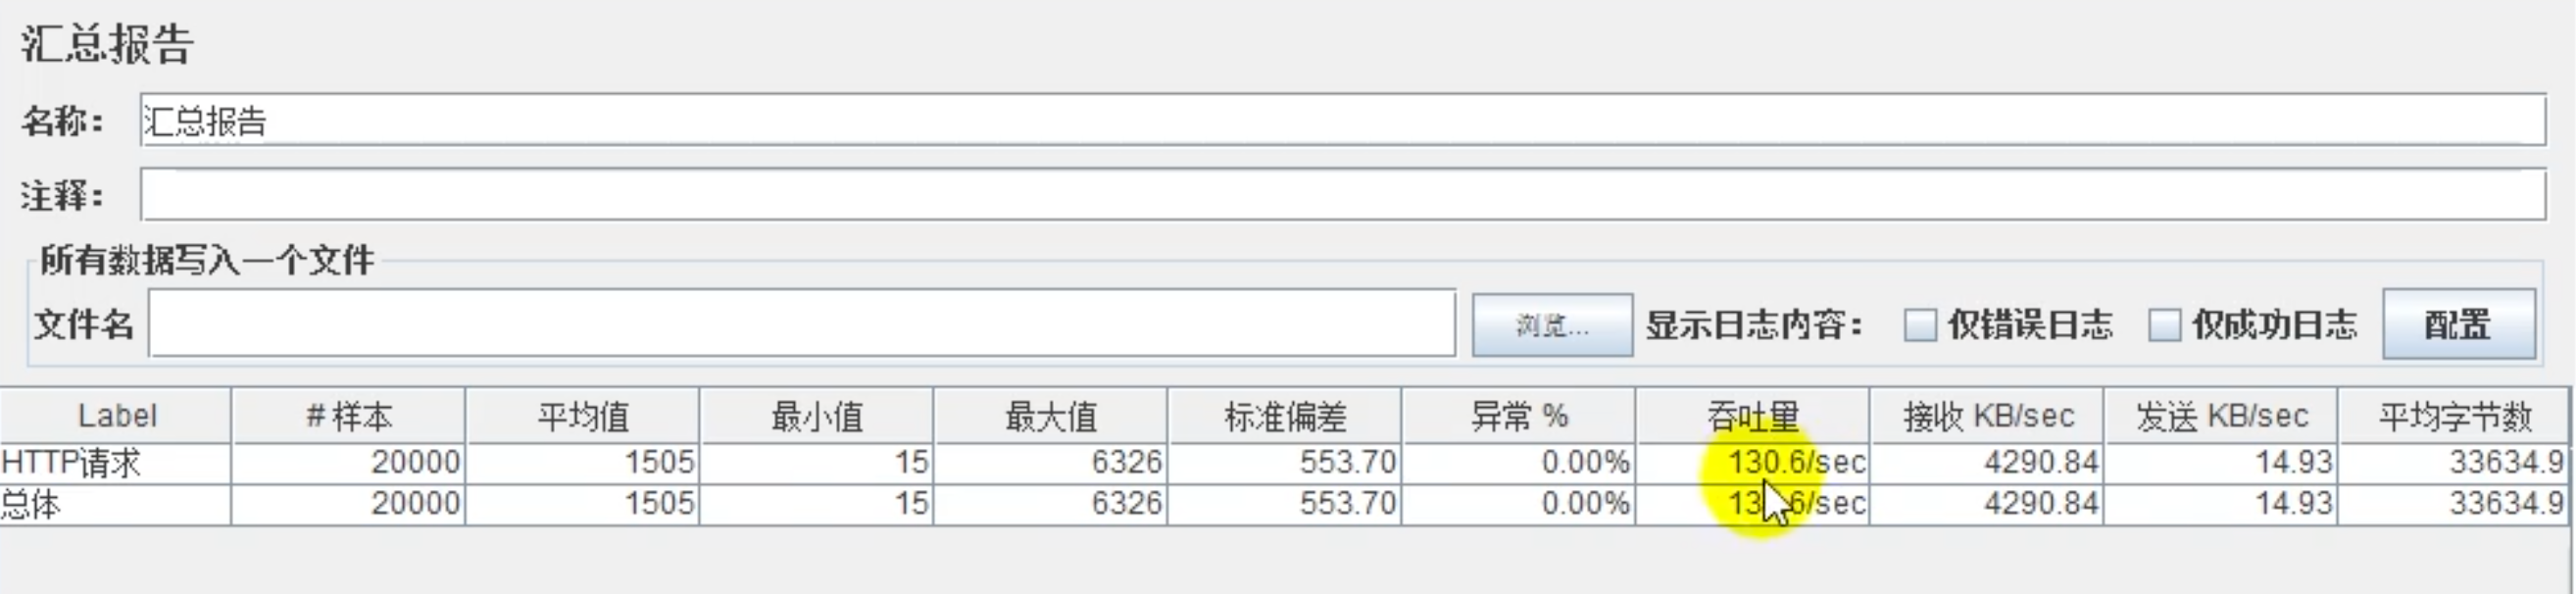 汇总报告
名称： 汇总报告
注释：
所有数据写入一个文件
文件名 浏览... 显示日志内容： 仅错误日志 仅成功日志 配置
Label # 样本 平均值 最小值 最大值 标准偏差 异常 % 吞吐量 接收 KB/sec 发送 KB/sec 平均字节数
HTTP请求 20000 1505 15 6326 553.70 0.00% 130.6/sec 4290.84 14.93 33634.9
总体 20000 1505 15 6326 553.70 0.00% 4290.84 14.93 33634.9